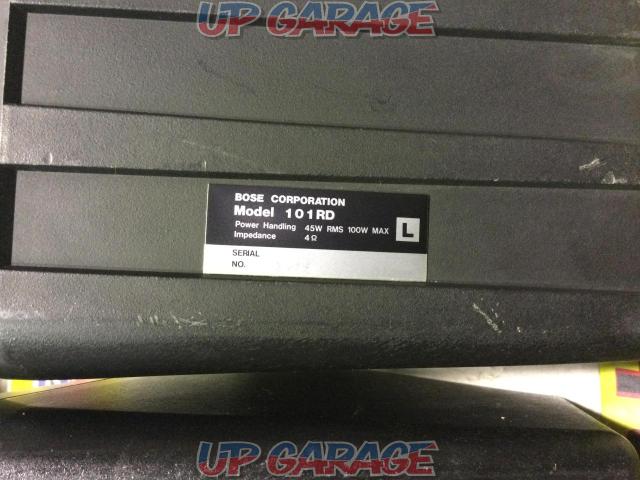 UP GARAGE
BOSE CORPORATION
Model 101RD
Power Handling 45W RMS 100W MAX
Impedance 4Ω
L
SERIAL
NO.
UP GARAGE